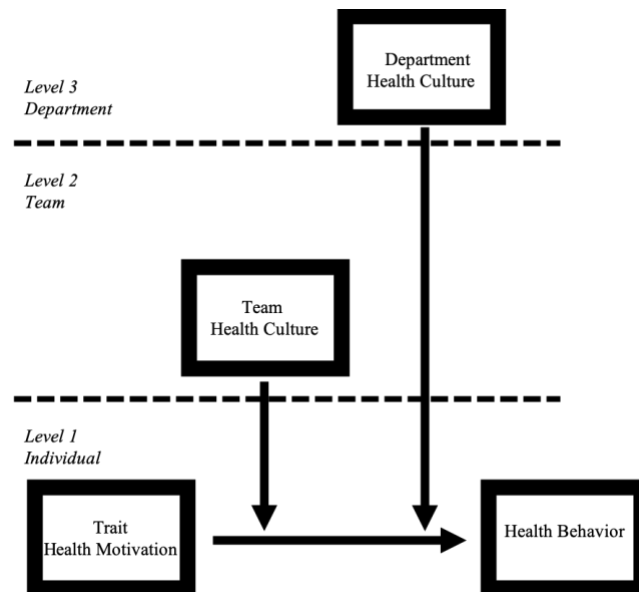 Department
Health Culture
Level 3
Department
Level 2
Team
Team
Health Culture
Level 1
Individual
Trait
Health Motivation
Health Behavior